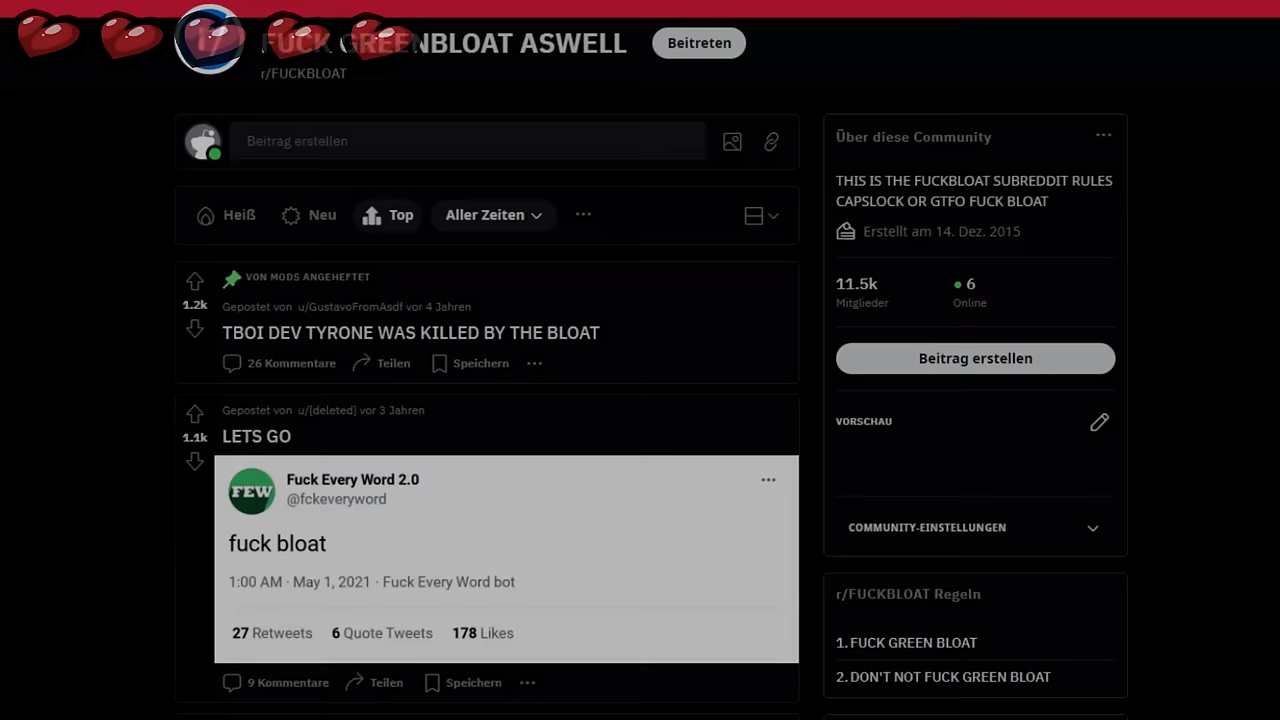 FUCK GREENBLOAT ASWELL
Beitreten
r/FUCKBLOAT
Beitrag erstellen
Heiß
Neu
Top
Aller Zeiten
VON MODS ANGEHEFTET
1.2k
Gepostet von u/GustavoFromAsdf vor 4 Jahren
TBOI DEV TYRONE WAS KILLED BY THE BLOAT
26 Kommentare
Teilen
Speichern
Gepostet von u/[deleted] vor 3 Jahren
1.1k
LETS GO
FEW
Fuck Every Word 2.0
@fckeveryword
fuck bloat
1:00 AM · May 1, 2021 · Fuck Every Word bot
27 Retweets 6 Quote Tweets 178 Likes
9 Kommentare
Teilen
Speichern
Über diese Community
THIS IS THE FUCKBLOAT SUBREDDIT RULES
CAPSLOCK OR GTFO FUCK BLOAT
Erstellt am 14. Dez. 2015
11.5k
Mitglieder
6
Online
Beitrag erstellen
VORSCHAU
COMMUNITY-EINSTELLUNGEN
r/FUCKBLOAT Regeln
1. FUCK GREEN BLOAT
2. DON'T NOT FUCK GREEN BLOAT